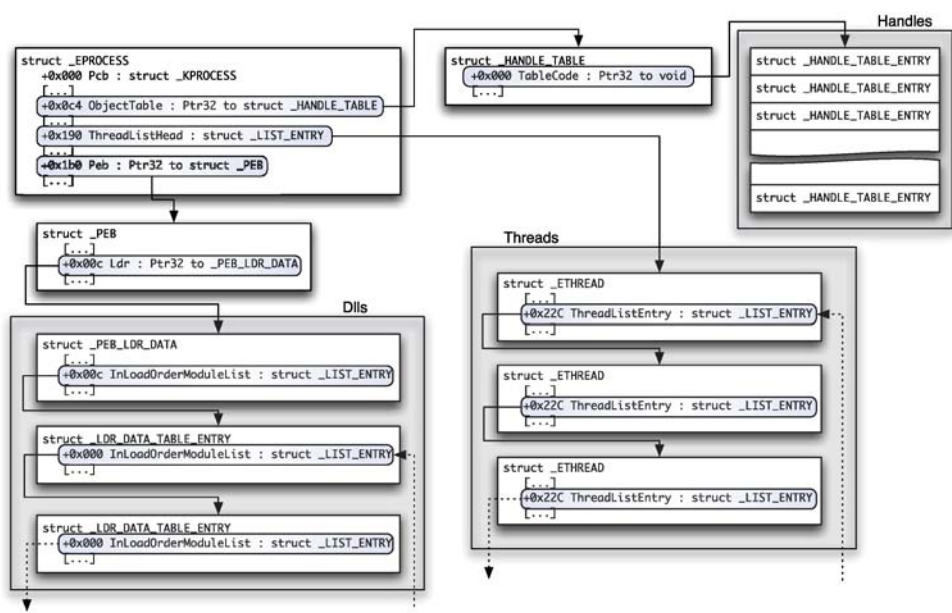 struct _EPROCESS
+0x000 Pcb : struct _KPROCESS
[...]
+0x0c4 ObjectTable : Ptr32 to struct _HANDLE_TABLE
[...]
+0x190 ThreadListHead : struct _LIST_ENTRY
[...]
+0x1b0 Peb : Ptr32 to struct _PEB
[...]
struct _HANDLE_TABLE
+0x000 TableCode : Ptr32 to void
[...]
Handles
struct _HANDLE_TABLE_ENTRY
struct _HANDLE_TABLE_ENTRY
struct _HANDLE_TABLE_ENTRY
struct _HANDLE_TABLE_ENTRY
struct _PEB
[...]
+0x00c Ldr : Ptr32 to _PEB_LDR_DATA
[...]
Dlls
struct _PEB_LDR_DATA
[...]
+0x00c InLoadOrderModuleList : struct _LIST_ENTRY
[...]
struct _LDR_DATA_TABLE_ENTRY
+0x000 InLoadOrderModuleList : struct _LIST_ENTRY
[...]
struct _LDR_DATA_TABLE_ENTRY
+0x000 InLoadOrderModuleList : struct _LIST_ENTRY
[...]
Threads
struct _ETHREAD
[...]
+0x22C ThreadListEntry : struct _LIST_ENTRY
[...]
struct _ETHREAD
[...]
+0x22C ThreadListEntry : struct _LIST_ENTRY
[...]
struct _ETHREAD
[...]
+0x22C ThreadListEntry : struct _LIST_ENTRY
[...]